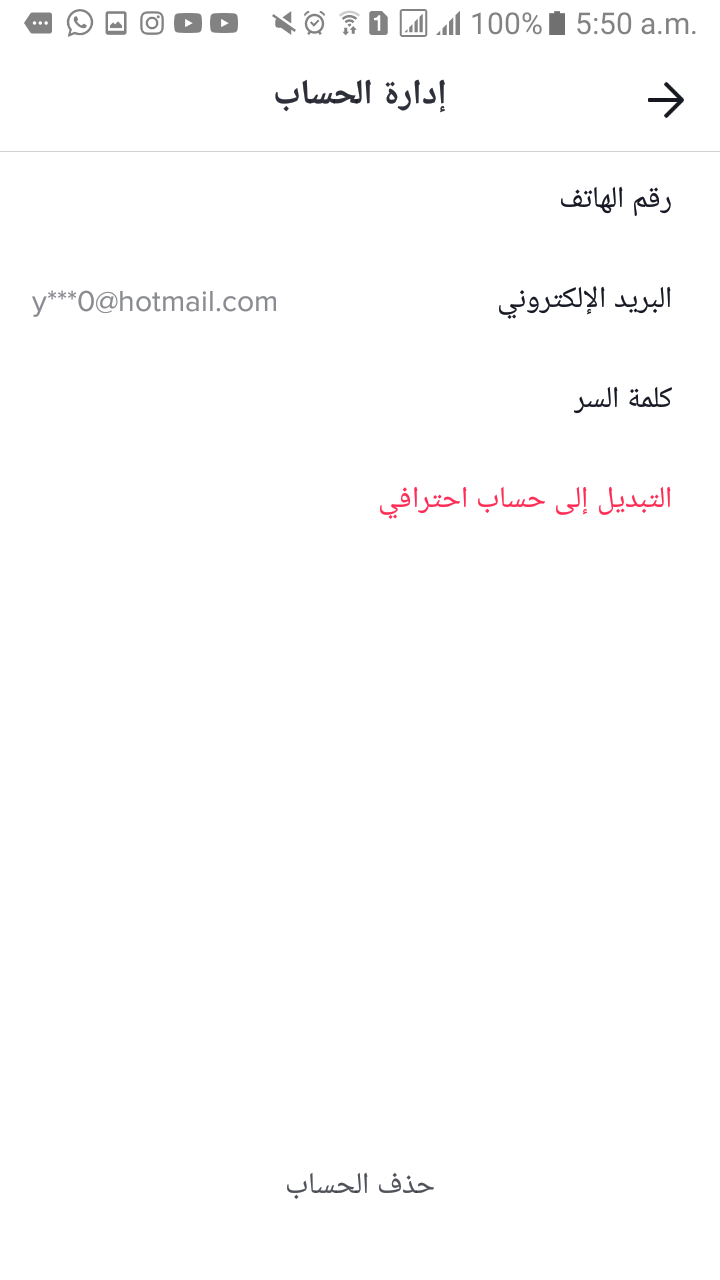 100% 5:50 a.m.
إدارة الحساب
رقم الهاتف
البريد الإلكتروني y***0@hotmail.com
كلمة السر
التبديل إلى حساب احترافي
حذف الحساب